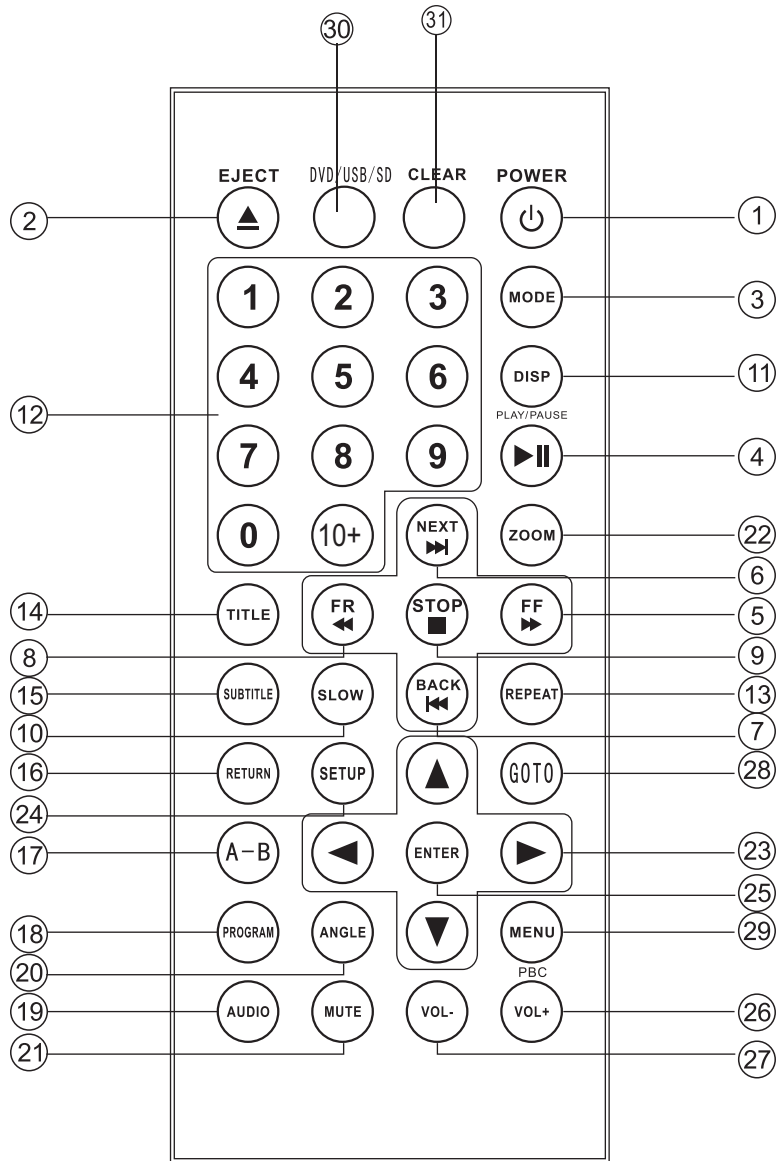 30 31
EJECT DVD/USB/SD CLEAR POWER
2 1
1 2 3 MODE 3
4 5 6 DISP 11
12 PLAY/PAUSE
7 8 9 4
0 10+ NEXT ZOOM 22
6
14 TITLE FR STOP FF 5
8 9
15 SUBTITLE SLOW BACK REPEAT 13
10 7
16 RETURN SETUP GOTO 28
24
17 A-B ENTER 23
25
18 PROGRAM ANGLE MENU 29
20 PBC
19 AUDIO MUTE VOL- VOL+ 26
21 27